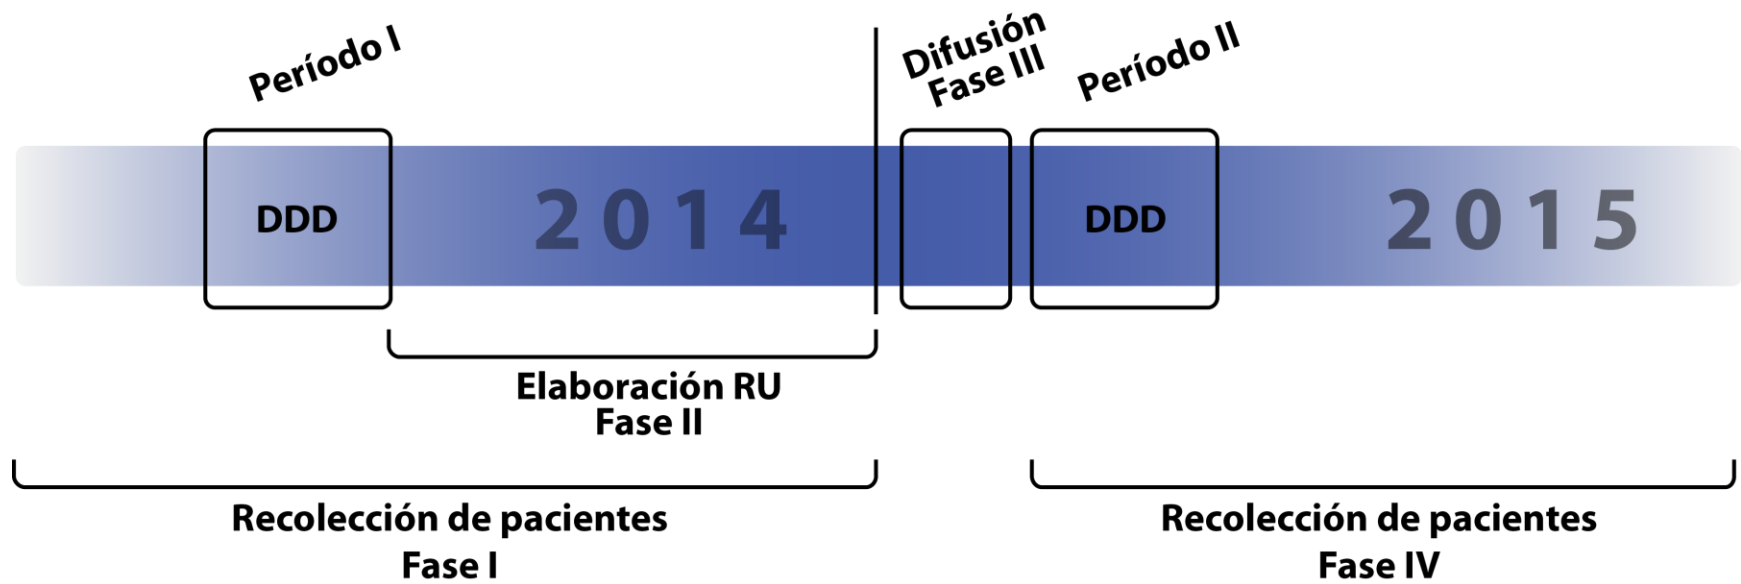 Período I
Difusión
Fase III
Período II
DDD
2014
DDD
2015
Elaboración RU
Fase II
Recolección de pacientes
Fase I
Recolección de pacientes
Fase IV